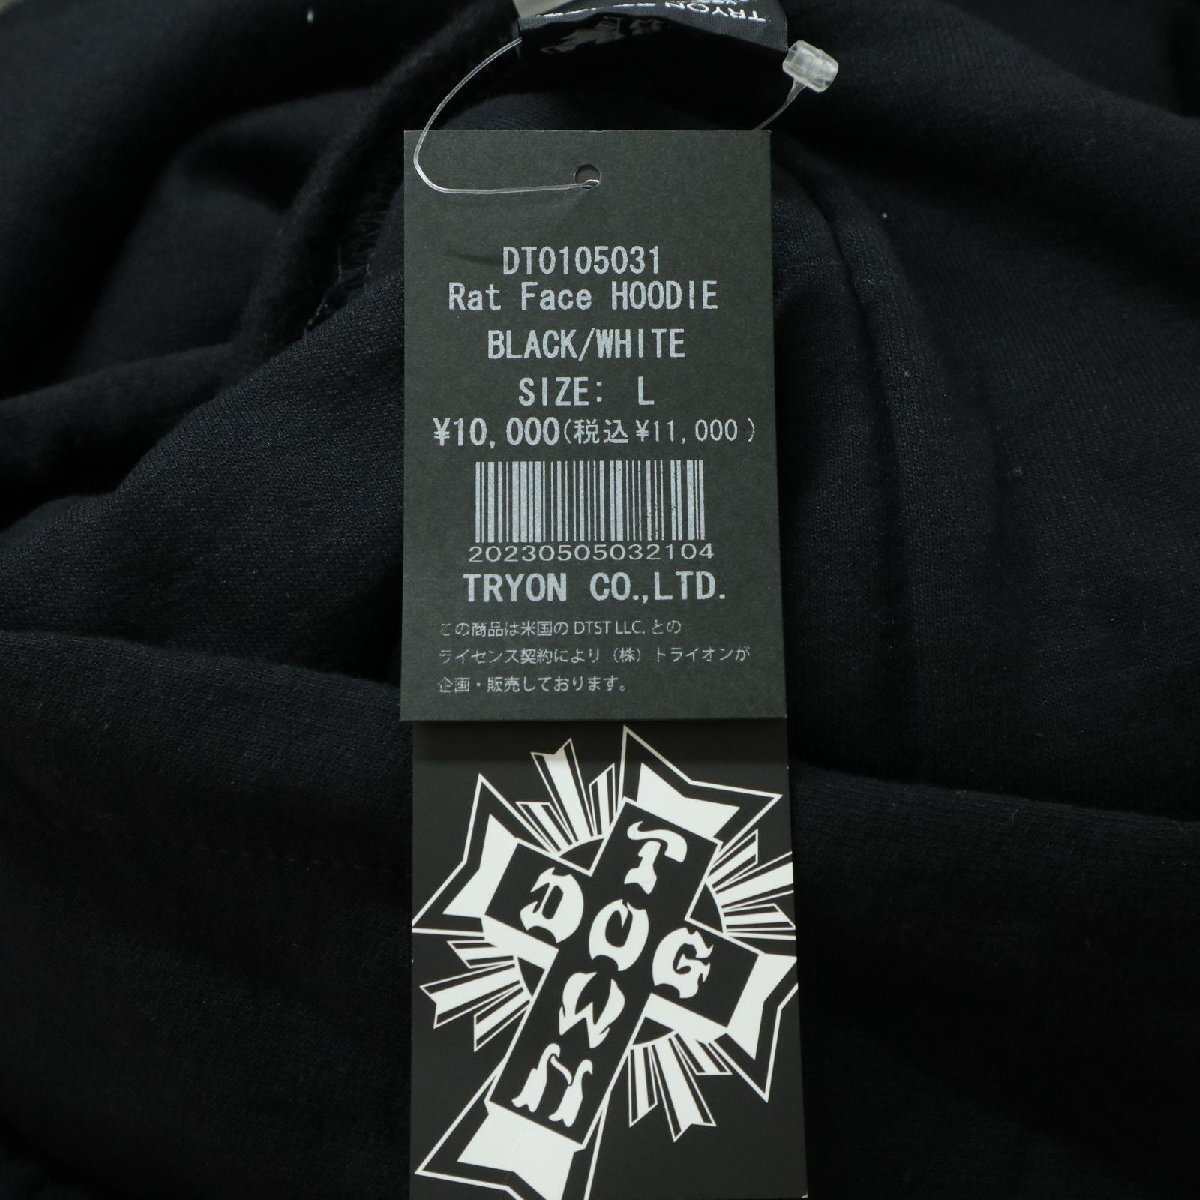 TRYON
DT0105031
Rat Face HOODIE
BLACK/WHITE
SIZE: L
¥10,000(税込¥11,000)
20230505032104
TRYON CO.,LTD.
この商品は米国のDTST LLC.との
ライセンス契約により（株）トライオンが
企画・販売しております。
DOG
TOWN